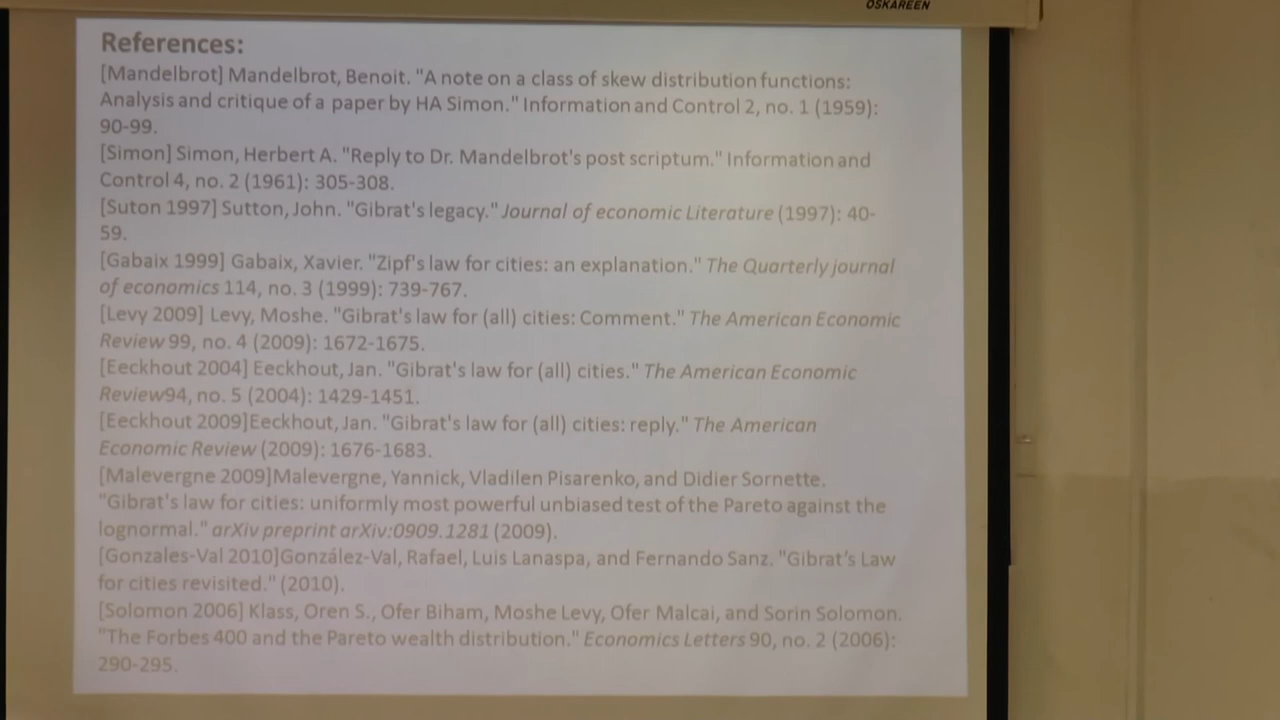 OSKAREEN
References:
[Mandelbrot] Mandelbrot, Benoit. "A note on a class of skew distribution functions:
Analysis and critique of a paper by HA Simon." Information and Control 2, no. 1 (1959):
90-99.
[Simon] Simon, Herbert A. "Reply to Dr. Mandelbrot's post scriptum." Information and
Control 4, no. 2 (1961): 305-308.
[Suton 1997] Sutton, John. "Gibrat's legacy." Journal of economic Literature (1997): 40-
59.
[Gabaix 1999] Gabaix, Xavier. "Zipf's law for cities: an explanation." The Quarterly journal
of economics 114, no. 3 (1999): 739-767.
[Levy 2009] Levy, Moshe. "Gibrat's law for (all) cities: Comment." The American Economic
Review 99, no. 4 (2009): 1672-1675.
[Eeckhout 2004] Eeckhout, Jan. "Gibrat's law for (all) cities." The American Economic
Review94, no. 5 (2004): 1429-1451.
[Eeckhout 2009]Eeckhout, Jan. "Gibrat's law for (all) cities: reply." The American
Economic Review (2009): 1676-1683.
[Malevergne 2009]Malevergne, Yannick, Vladilen Pisarenko, and Didier Sornette.
"Gibrat's law for cities: uniformly most powerful unbiased test of the Pareto against the
lognormal." arXiv preprint arXiv:0909.1281 (2009).
[Gonzales-Val 2010]González-Val, Rafael, Luis Lanaspa, and Fernando Sanz. "Gibrat’s Law
for cities revisited." (2010).
[Solomon 2006] Klass, Oren S., Ofer Biham, Moshe Levy, Ofer Malcai, and Sorin Solomon.
"The Forbes 400 and the Pareto wealth distribution." Economics Letters 90, no. 2 (2006):
290-295.